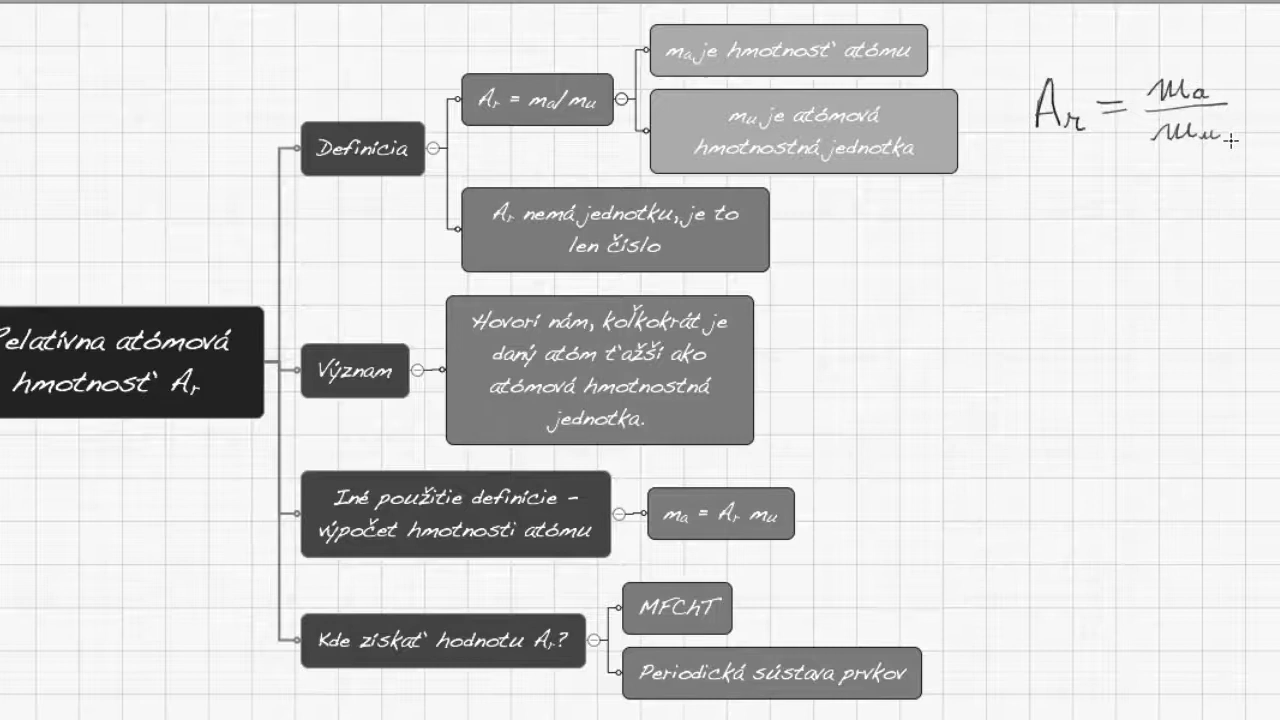 Relatívna atómová
hmotnosť Ar
Definícia
Ar = ma/mu
ma je hmotnosť atómu
mu je atómová
hmotnostná jednotka
Ar nemá jednotku, je to
len číslo
Význam
Hovorí nám, koľkokrát je
daný atóm ťažší ako
atómová hmotnostná
jednotka.
Iné použitie definície -
výpočet hmotnosti atómu
ma = Ar mu
Kde získať hodnotu Ar?
MFChT
Periodická sústava prvkov
Ar = ma/mu